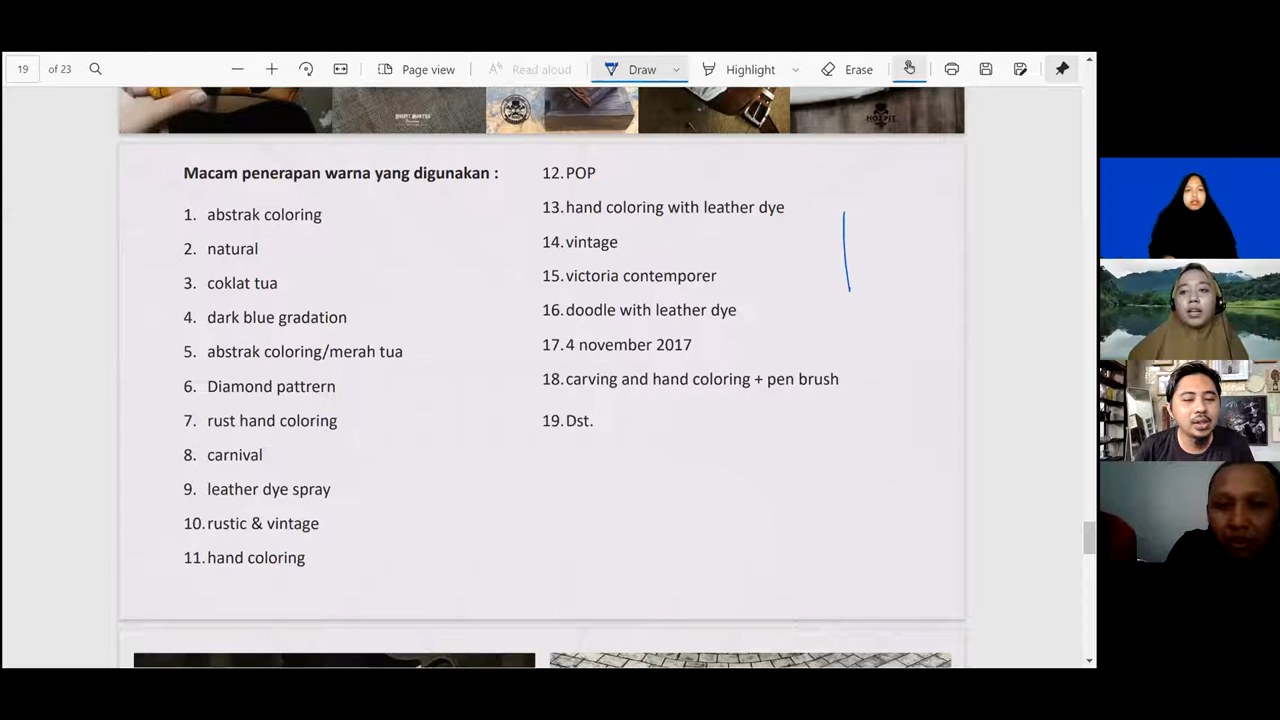 19 of 23 Page view Read aloud Draw Highlight Erase
HOZPIT
Macam penerapan warna yang digunakan :
1. abstrak coloring
2. natural
3. coklat tua
4. dark blue gradation
5. abstrak coloring/merah tua
6. Diamond pattrern
7. rust hand coloring
8. carnival
9. leather dye spray
10. rustic & vintage
11. hand coloring
12. POP
13. hand coloring with leather dye
14. vintage
15. victoria contemporer
16. doodle with leather dye
17. 4 november 2017
18. carving and hand coloring + pen brush
19. Dst.